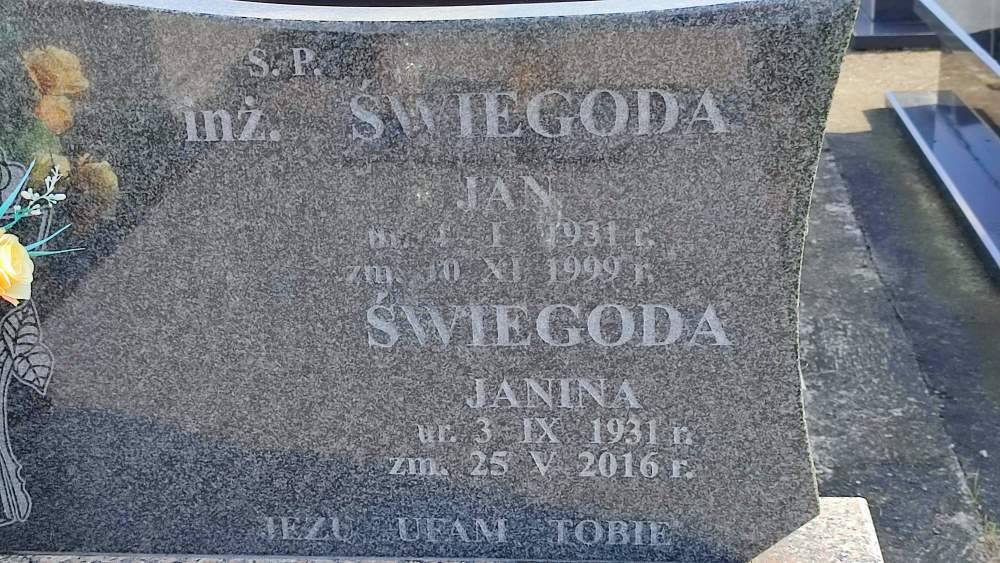 Ś. P.
inż. ŚWIEGODA
JAN
ur. 4 I 1931 r.
zm. 10 XI 1999 r.
ŚWIEGODA
JANINA
ur. 3 IX 1931 r.
zm. 25 V 2016 r.
JEZU UFAM TOBIE